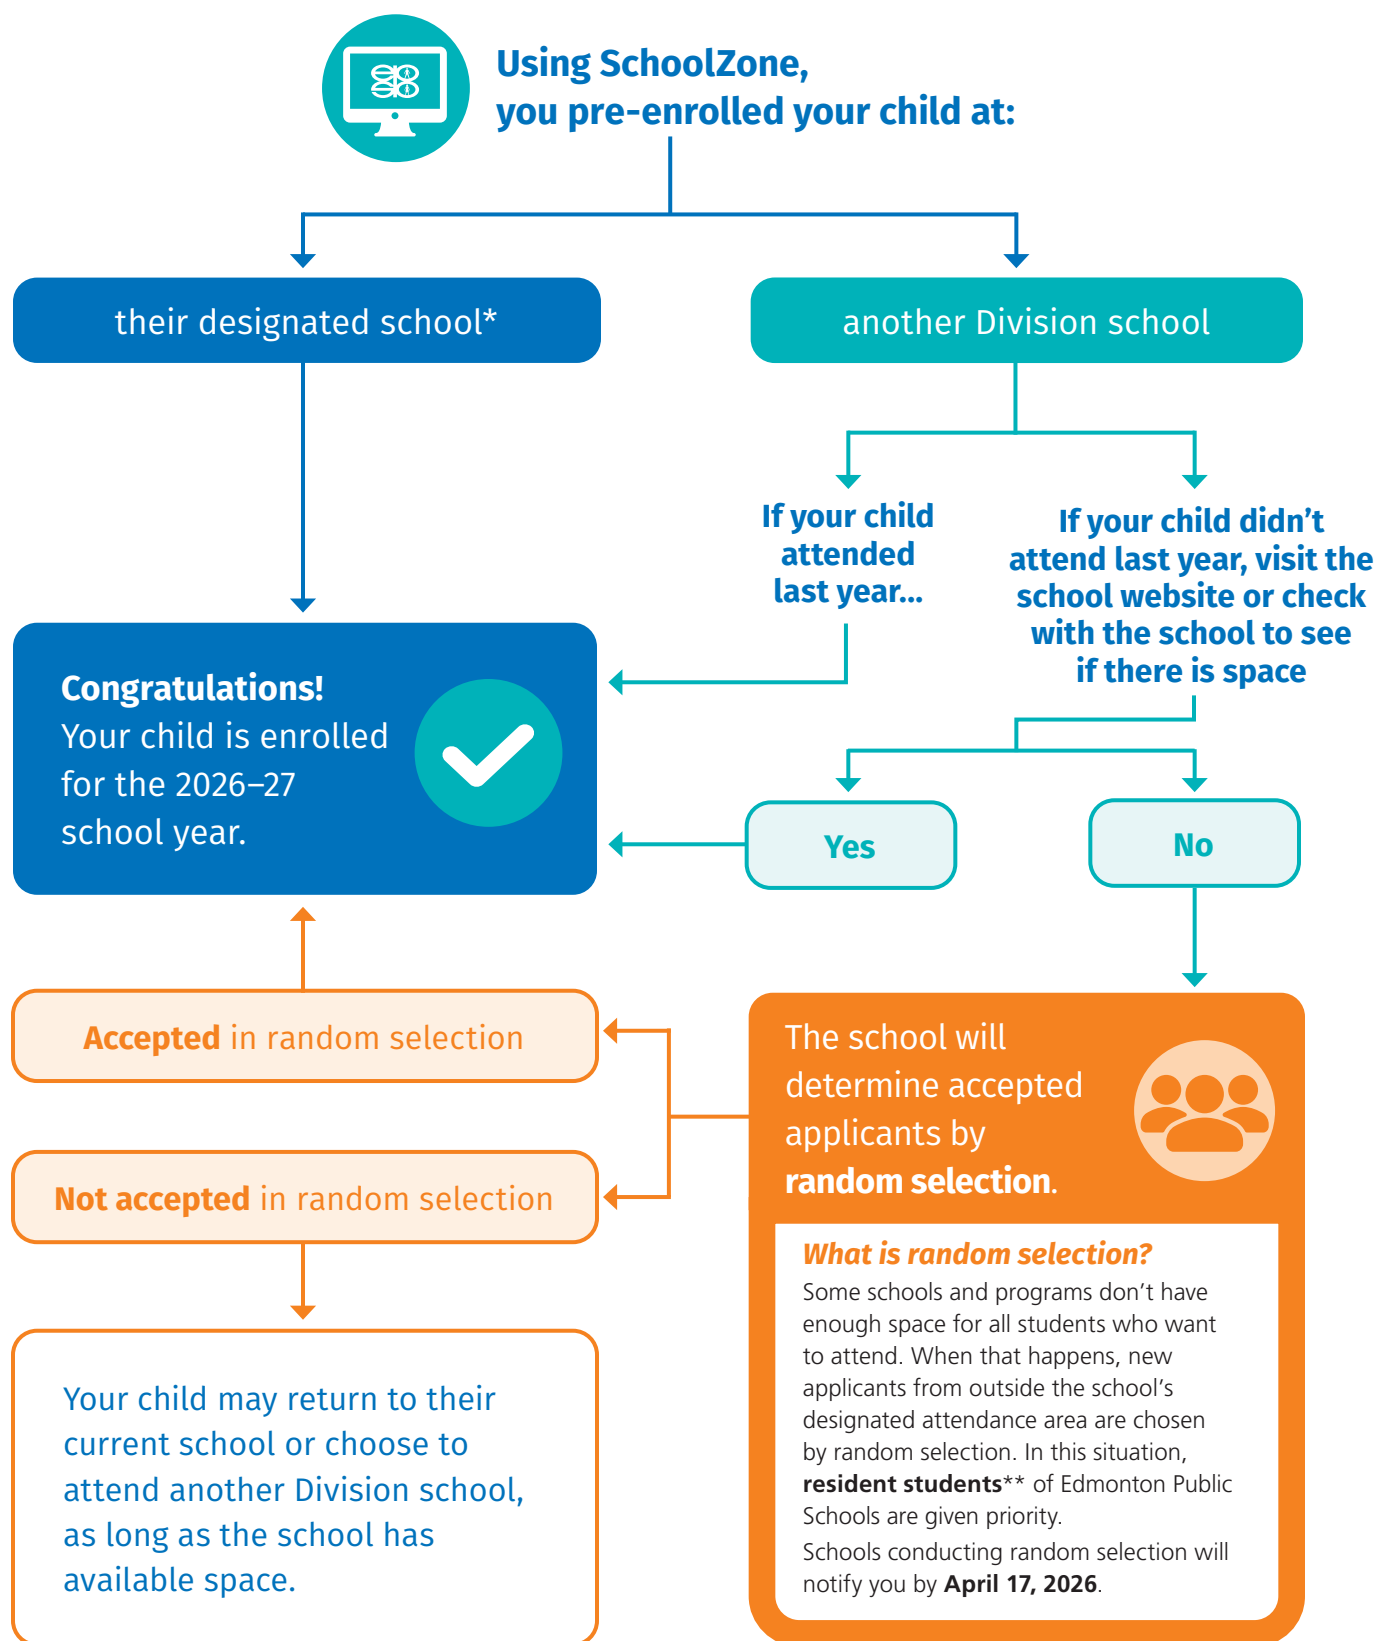 Using SchoolZone,
you pre-enrolled your child at:
their designated school*
another Division school
If your child
attended
last year...
If your child didn't
attend last year, visit the
school website or check
with the school to see
if there is space
Congratulations!
Your child is enrolled
for the 2026–27
school year.
Yes
No
Accepted in random selection
Not accepted in random selection
The school will
determine accepted
applicants by
random selection.
What is random selection?
Some schools and programs don't have
enough space for all students who want
to attend. When that happens, new
applicants from outside the school's
designated attendance area are chosen
by random selection. In this situation,
resident students** of Edmonton Public
Schools are given priority.
Schools conducting random selection will
notify you by April 17, 2026.
Your child may return to their
current school or choose to
attend another Division school,
as long as the school has
available space.